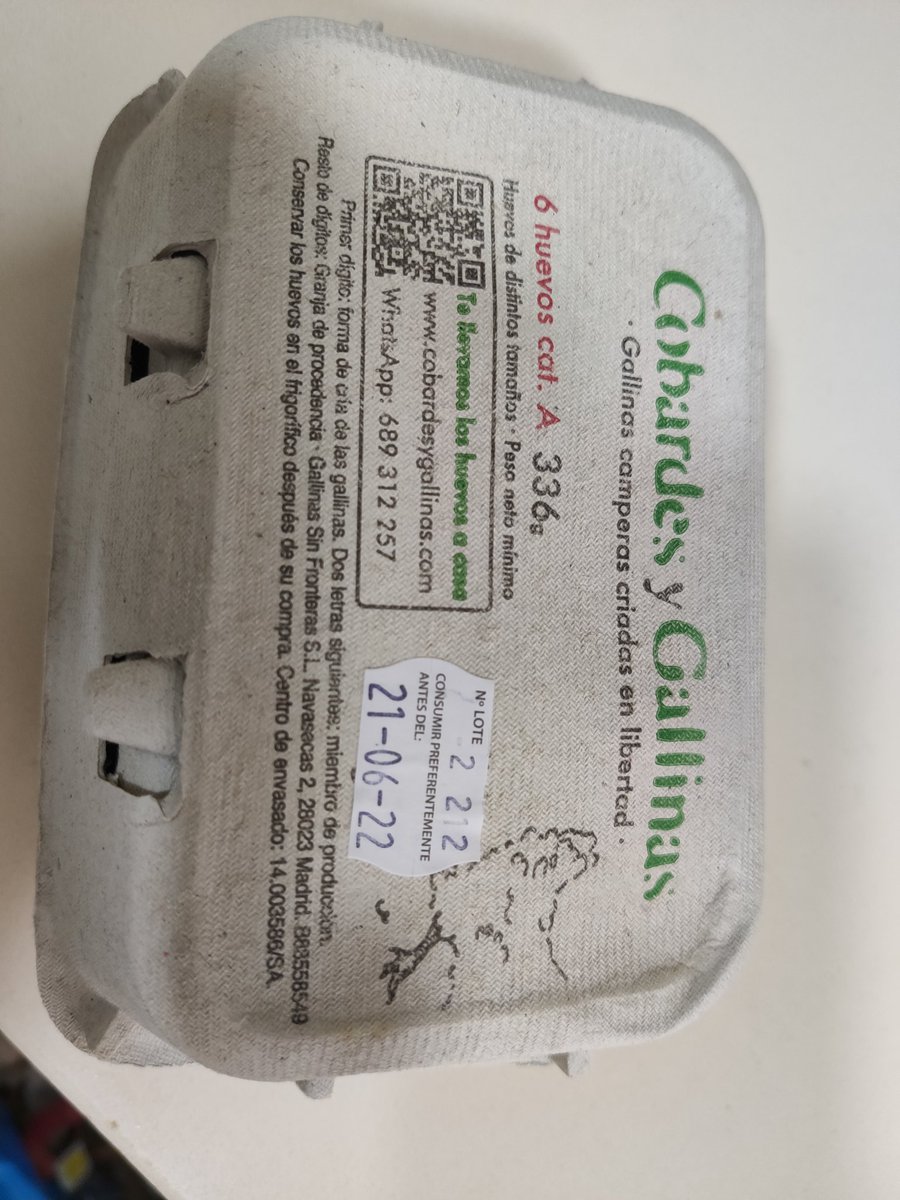 Cobardes y Gallinas
· Gallinas camperas criadas en libertad ·
6 huevos cat. A 336g
Huevos de distintos tamaños · Peso neto mínimo
Te llevamos los huevos a casa
www.cobardesygallinas.com
WhatsApp: 689 312 257
Nº LOTE 2 212
CONSUMIR PREFERENTEMENTE
ANTES DEL:
21-06-22
Primer dígito: forma de cría de las gallinas. Dos letras siguientes: miembro de producción.
Resto de dígitos: Granja de procedencia · Gallinas Sin Fronteras S.L. Navasacas 2, 28023 Madrid. B63558549
Conservar los huevos en el frigorífico después de su compra. Centro de envasado: 14.003586/SA.